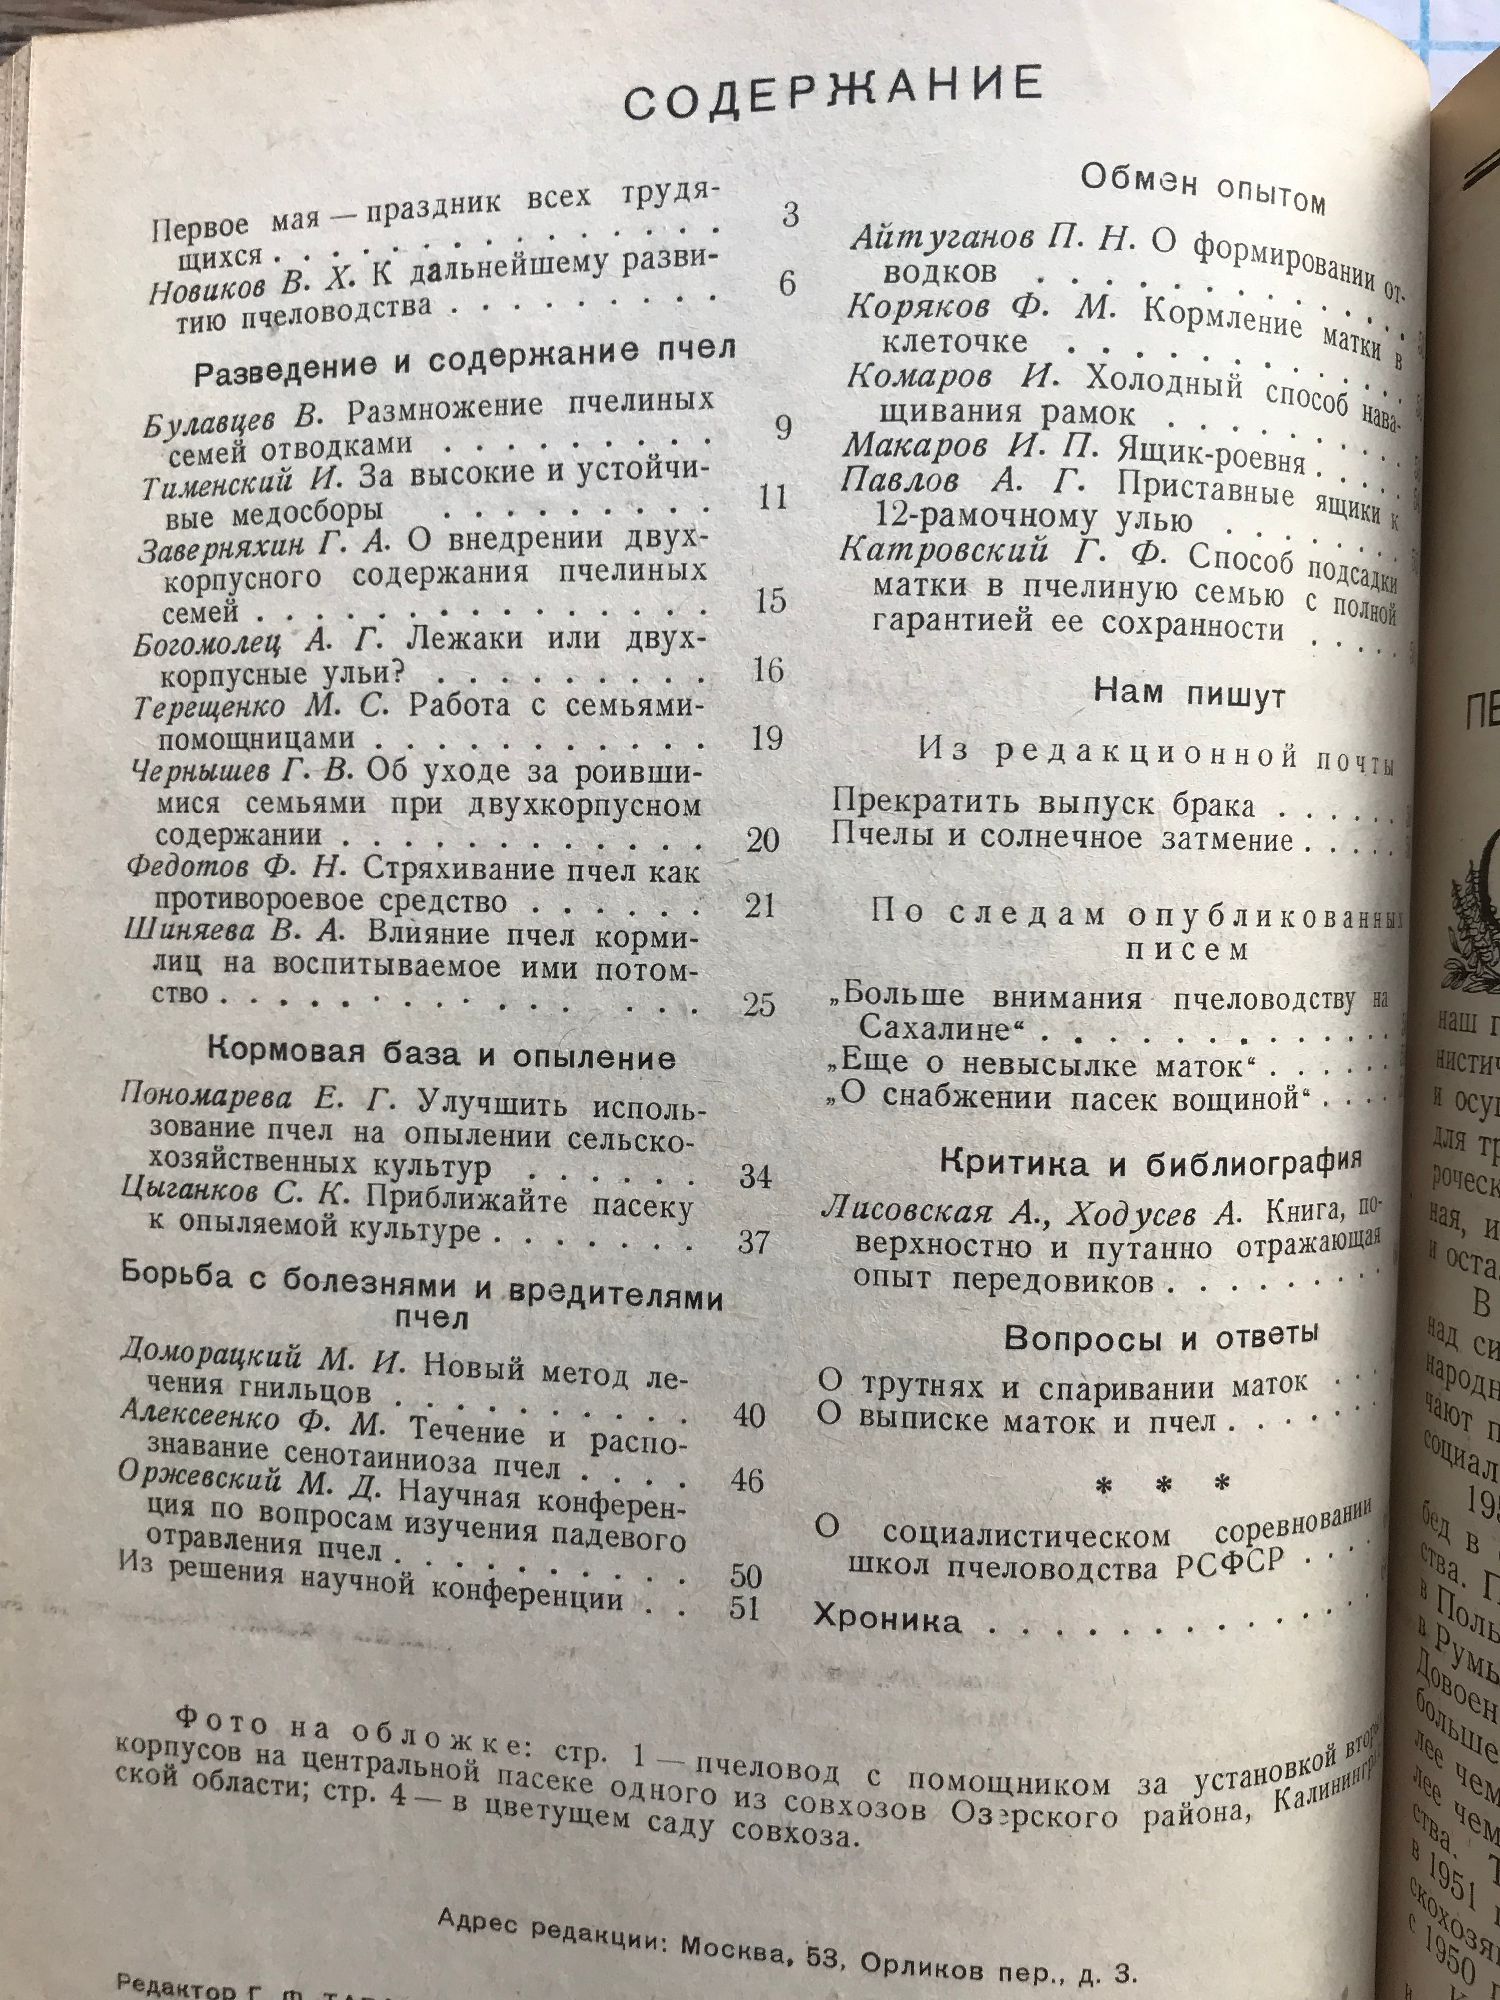 СОДЕРЖАНИЕ
Первое мая — праздник всех трудя-
щихся . . . . . . . . . . . . . . 3
Новиков В. Х. К дальнейшему разви-
тию пчеловодства . . . . . . . . . 6
Разведение и содержание пчел
Булавцев В. Размножение пчелиных
семей отводками . . . . . . . . . 9
Тименский И. За высокие и устойчи-
вые медосборы . . . . . . . . . 11
Заверняхин Г. А. О внедрении двух-
корпусного содержания пчелиных
семей . . . . . . . . . . . . . . 15
Богомолец А. Г. Лежаки или двух-
корпусные ульи? . . . . . . . . . 16
Терещенко М. С. Работа с семьями-
помощницами . . . . . . . . . . . 19
Чернышев Г. В. Об уходе за роивши-
мися семьями при двухкорпусном
содержании . . . . . . . . . . . . 20
Федотов Ф. Н. Стряхивание пчел как
противороевое средство . . . . . . 21
Шиняева В. А. Влияние пчел корми-
лиц на воспитываемое ими потом-
ство . . . . . . . . . . . . . . 25
Кормовая база и опыление
Пономарева Е. Г. Улучшить исполь-
зование пчел на опылении сельско-
хозяйственных культур . . . . . . 34
Цыганков С. К. Приближайте пасеку
к опыляемой культуре . . . . . . . 37
Борьба с болезнями и вредителями
пчел
Доморацкий М. И. Новый метод ле-
чения гнильцов . . . . . . . . . . 40
Алексеенко Ф. М. Течение и распо-
знавание сенотаиниоза пчел . . . . 46
Оржевский М. Д. Научная конферен-
ция по вопросам изучения падевого
отравления пчел . . . . . . . . . . 50
Из решения научной конференции . . 51
Обмен опытом
Айтуганов П. Н. О формировании от-
водков . . . . . . . . . . . .
Коряков Ф. М. Кормление матки в
клеточке . . . . . . . . . . .
Комаров И. Холодный способ нава-
щивания рамок . . . . . . . . .
Макаров И. П. Ящик-роевня . . . . .
Павлов А. Г. Приставные ящики к
12-рамочному улью . . . . . . .
Катровский Г. Ф. Способ подсадки
матки в пчелиную семью с полной
гарантией ее сохранности . . . . .
Нам пишут
Из редакционной почты
Прекратить выпуск брака . . . . . .
Пчелы и солнечное затмение . . . . .
По следам опубликованных
писем
„Больше внимания пчеловодству на
Сахалине“ . . . . . . . . . . . .
„Еще о невысылке маток“ . . . . . .
„О снабжении пасек вощиной“ . . . .
Критика и библиография
Лисовская А., Ходусев А. Книга, по-
верхностно и путанно отражающая
опыт передовиков . . . . . . . .
Вопросы и ответы
О трутнях и спаривании маток . . .
О выписке маток и пчел . . . . . .
* * *
О социалистическом соревновании
школ пчеловодства РСФСР . . . .
Хроника . . . . . . . . . . . .
Фото на обложке: стр. 1 — пчеловод с помощником за установкой
корпусов на центральной пасеке одного из совхозов Озерского района,
ской области; стр. 4 — в цветущем саду совхоза.
Адрес редакции: Москва, 53, Орликов пер., д. 3.
Редактор Г. Ф.